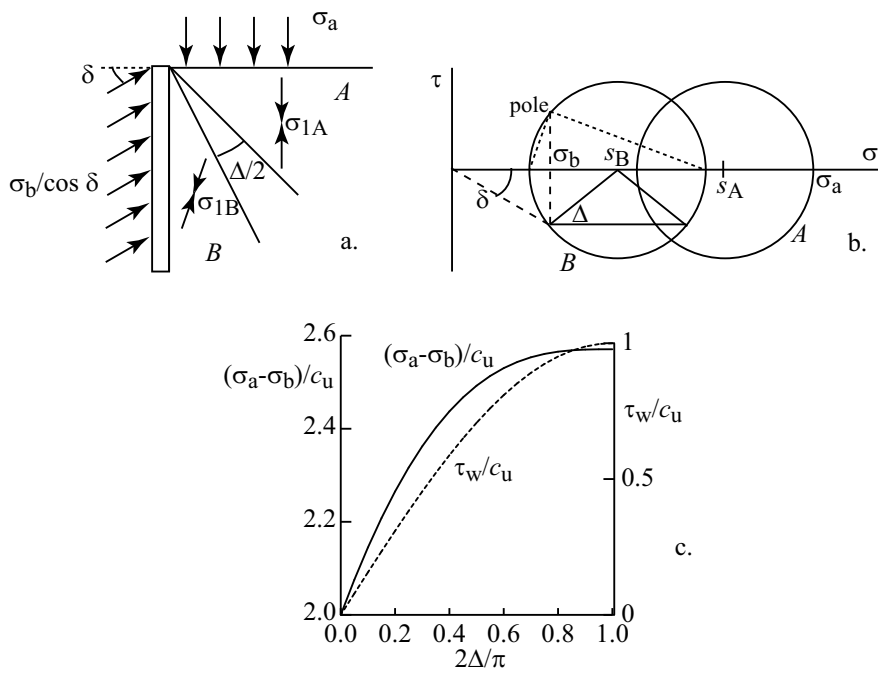 σa
δ
A
σ1A
Δ/2
σb/cos δ
σ1B
B
a.
τ
pole
σb
sB
sA
σ
σa
δ
Δ
A
B
b.
2.6
(σa-σb)/cu
(σa-σb)/cu
1
τw/cu
2.4
τw/cu
0.5
2.2
c.
2.0
0
0.0 0.2 0.4 0.6 0.8 1.0
2Δ/π